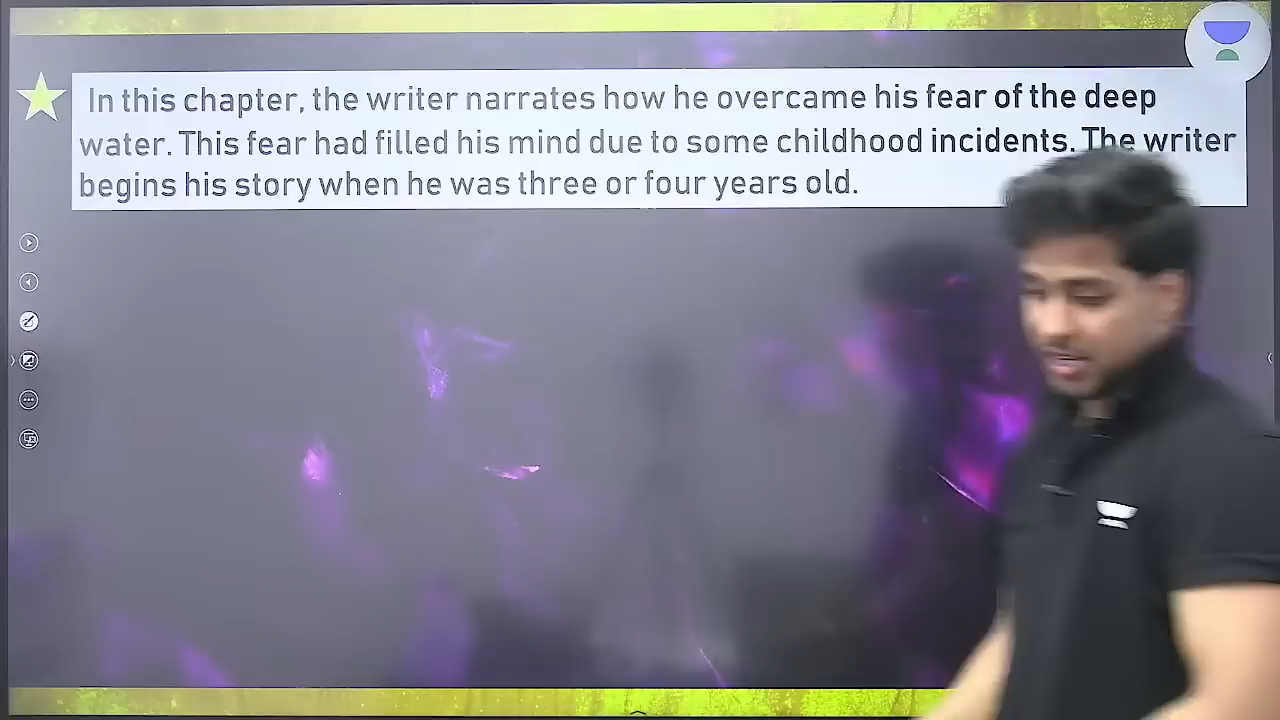 In this chapter, the writer narrates how he overcame his fear of the deep
water. This fear had filled his mind due to some childhood incidents. The writer
begins his story when he was three or four years old.